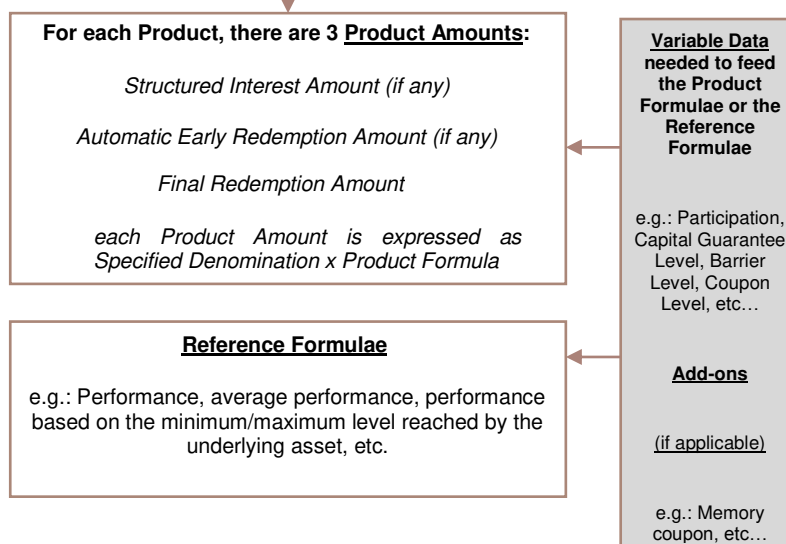 For each Product, there are 3 Product Amounts:
Structured Interest Amount (if any)
Automatic Early Redemption Amount (if any)
Final Redemption Amount
each Product Amount is expressed as
Specified Denomination x Product Formula
Reference Formulae
e.g.: Performance, average performance, performance
based on the minimum/maximum level reached by the
underlying asset, etc.
Variable Data
needed to feed
the Product
Formulae or the
Reference
Formulae
e.g.: Participation,
Capital Guarantee
Level, Barrier
Level, Coupon
Level, etc…
Add-ons
(if applicable)
e.g.: Memory
coupon, etc…